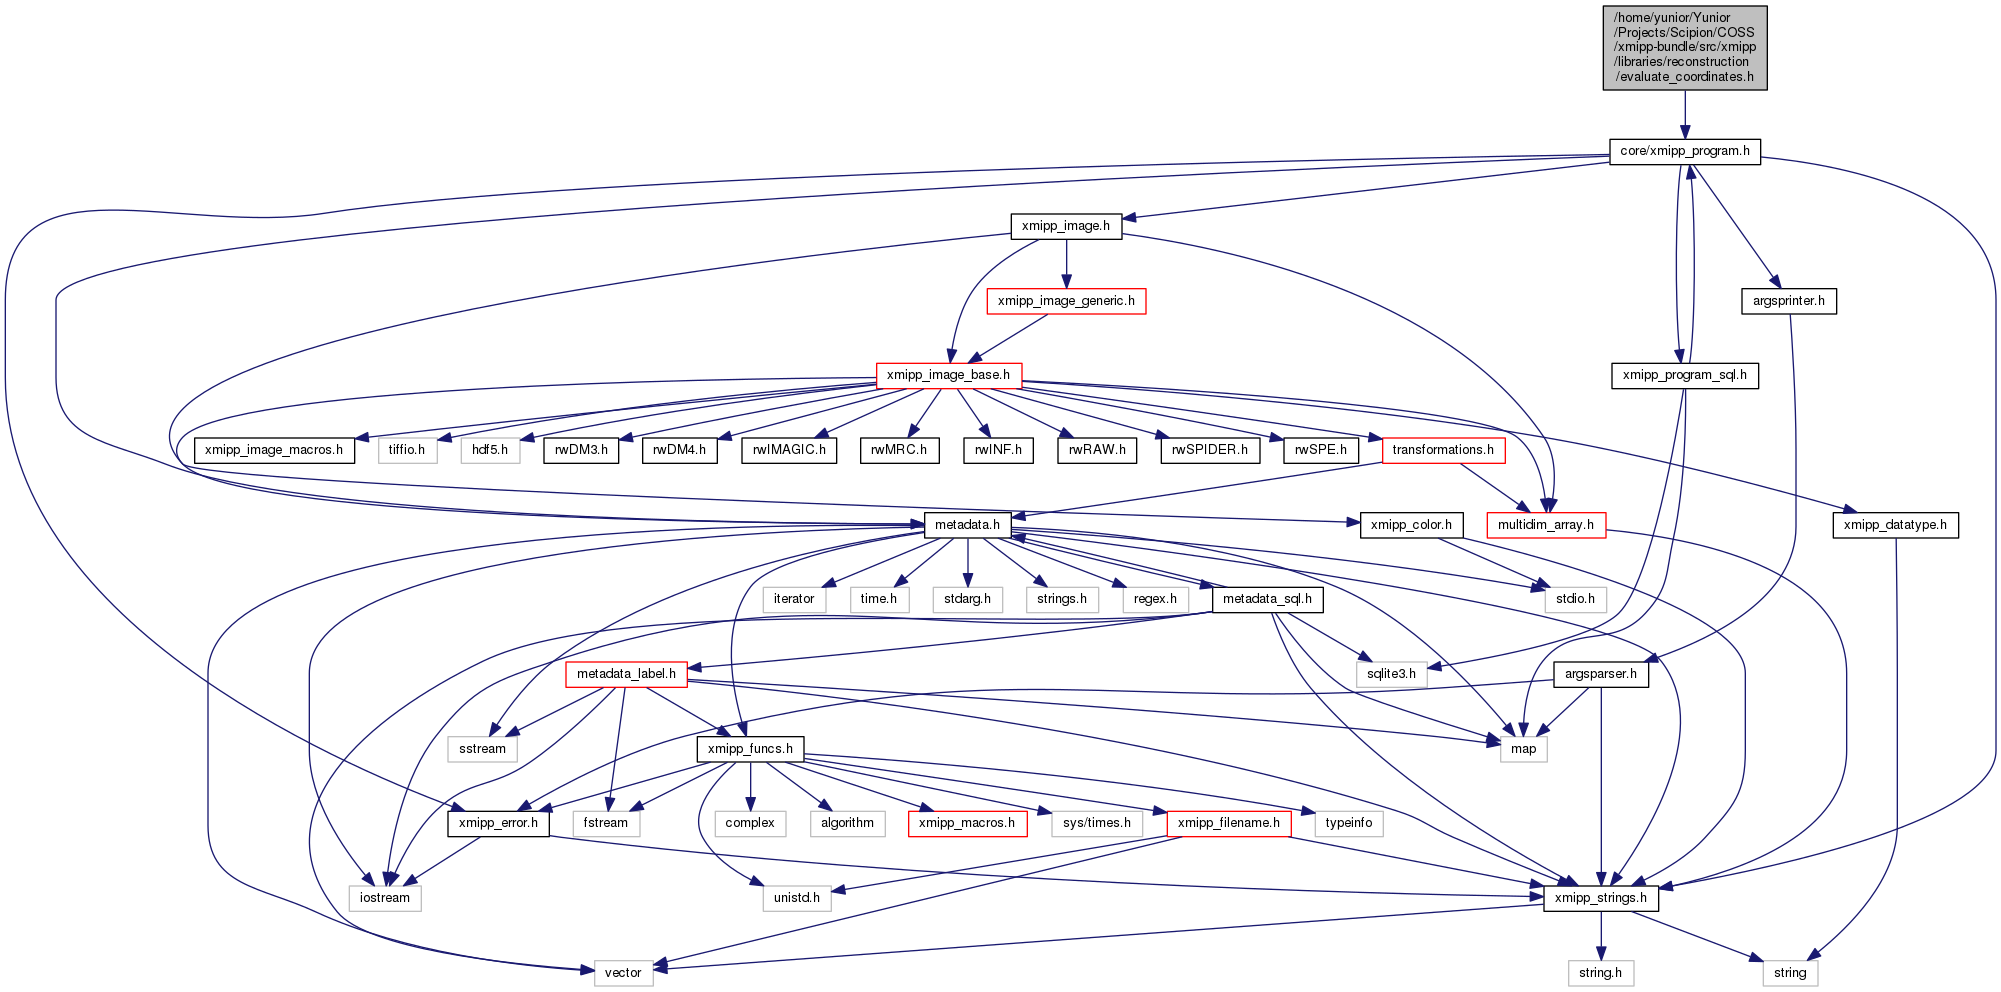 /home/yunior/Yunior
/Projects/Scipion/COSS
/xmipp-bundle/src/xmipp
/libraries/reconstruction
/evaluate_coordinates.h
core/xmipp_program.h
xmipp_image.h
xmipp_image_generic.h
argsprinter.h
xmipp_image_base.h
xmipp_program_sql.h
xmipp_image_macros.h
tiffio.h
hdf5.h
rwDM3.h
rwDM4.h
rwIMAGIC.h
rwMRC.h
rwINF.h
rwRAW.h
rwSPIDER.h
rwSPE.h
transformations.h
metadata.h
xmipp_color.h
multidim_array.h
xmipp_datatype.h
iterator
time.h
stdarg.h
strings.h
regex.h
metadata_sql.h
stdio.h
metadata_label.h
sqlite3.h
argsparser.h
sstream
xmipp_funcs.h
map
xmipp_error.h
fstream
complex
algorithm
xmipp_macros.h
sys/times.h
xmipp_filename.h
typeinfo
iostream
unistd.h
xmipp_strings.h
vector
string.h
string